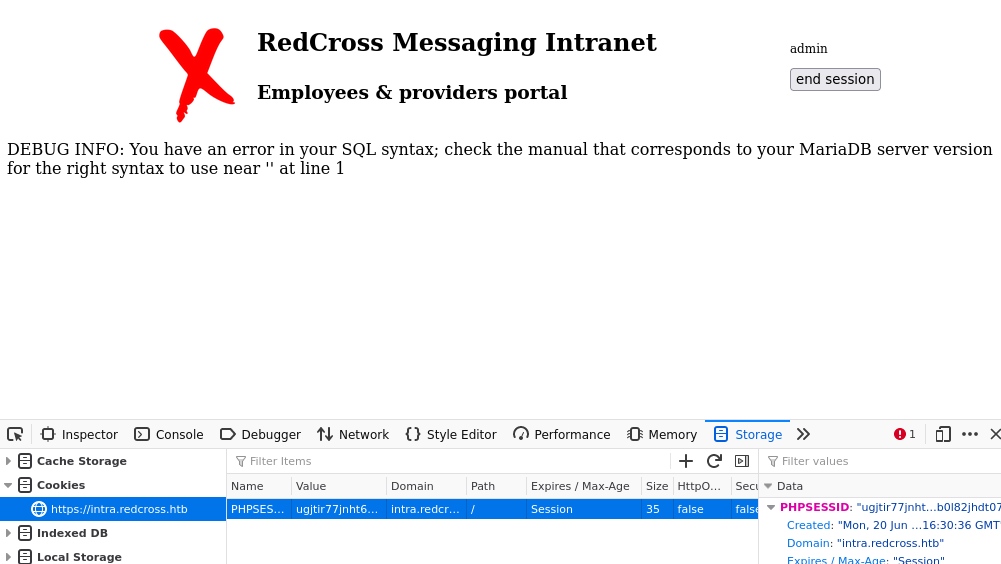 RedCross Messaging Intranet
admin
end session
Employees & providers portal
DEBUG INFO: You have an error in your SQL syntax; check the manual that corresponds to your MariaDB server version
for the right syntax to use near '' at line 1
Inspector Console Debugger Network Style Editor Performance Memory Storage 1
Cache Storage
Cookies
https://intra.redcross.htb
Indexed DB
Local Storage
Filter Items
Name Value Domain Path Expires / Max-Age Size HttpO… Secu
PHPSES… ugjtir77jnht6… intra.redcr… / Session 35 false false
Filter values
Data
PHPSESSID: "ugjtir77jnht…b0l82jhdt07
Created: "Mon, 20 Jun …16:30:36 GMT"
Domain: "intra.redcross.htb"
Expires / Max-Age: "Session"